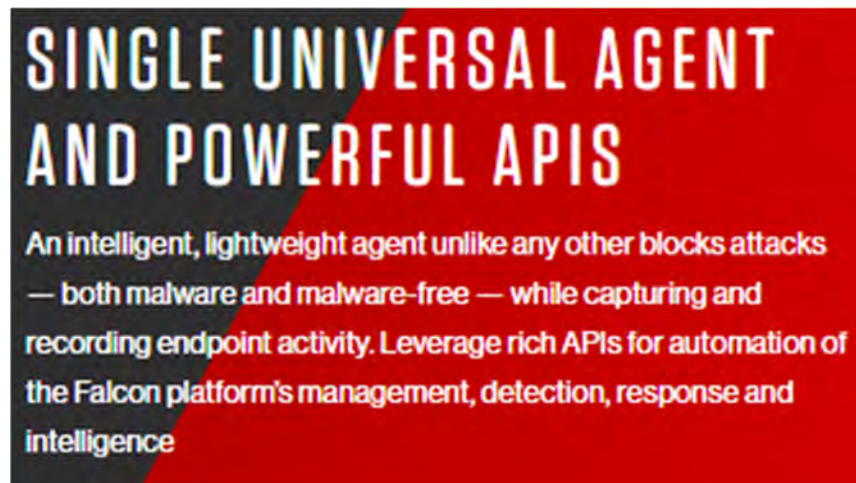 SINGLE UNIVERSAL AGENT
AND POWERFUL APIS
An intelligent, lightweight agent unlike any other blocks attacks
— both malware and malware-free — while capturing and
recording endpoint activity. Leverage rich APIs for automation of
the Falcon platform's management, detection, response and
intelligence